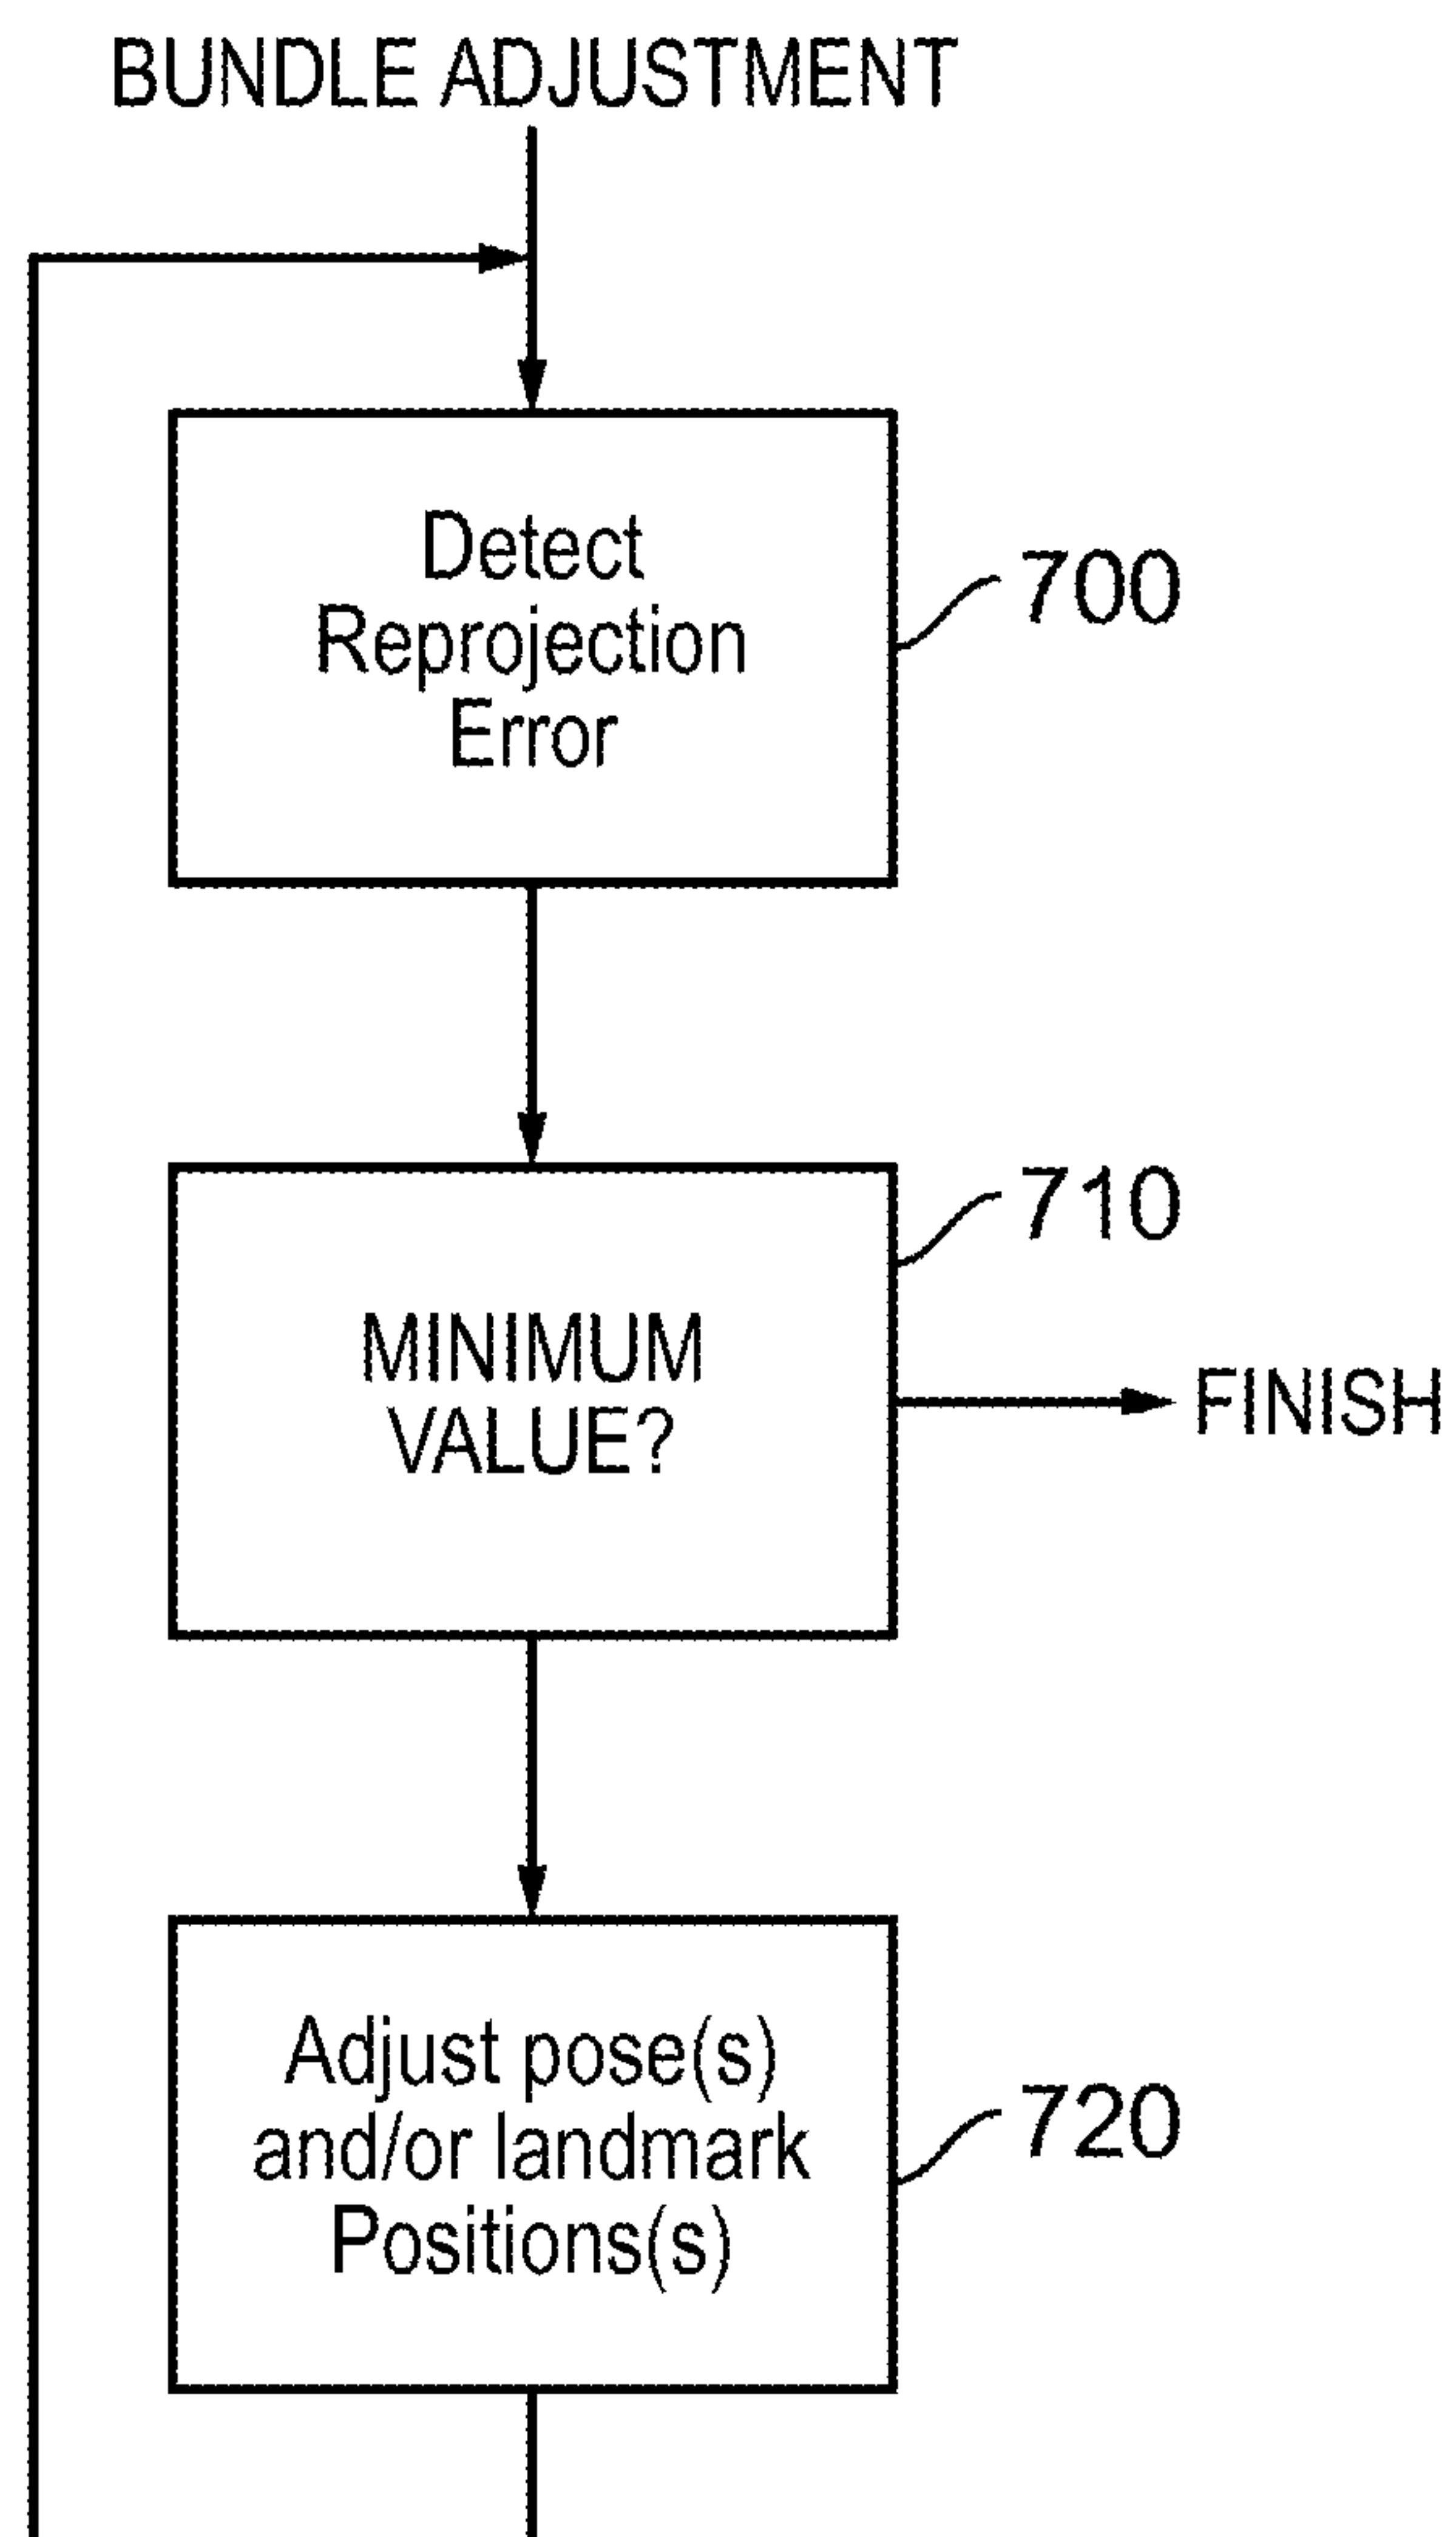 BUNDLE ADJUSTMENT
Detect
Reprojection
Error
700
MINIMUM
VALUE?
710
FINISH
Adjust pose(s)
and/or landmark
Positions(s)
720